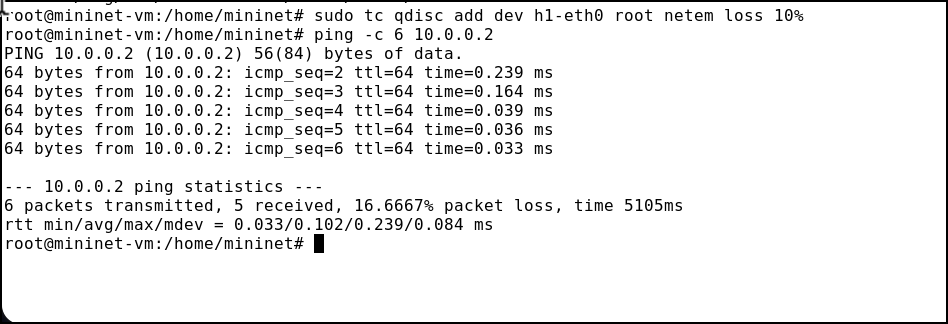 root@mininet-vm:/home/mininet# sudo tc qdisc add dev h1-eth0 root netem loss 10%
root@mininet-vm:/home/mininet# ping -c 6 10.0.0.2
PING 10.0.0.2 (10.0.0.2) 56(84) bytes of data.
64 bytes from 10.0.0.2: icmp_seq=2 ttl=64 time=0.239 ms
64 bytes from 10.0.0.2: icmp_seq=3 ttl=64 time=0.164 ms
64 bytes from 10.0.0.2: icmp_seq=4 ttl=64 time=0.039 ms
64 bytes from 10.0.0.2: icmp_seq=5 ttl=64 time=0.036 ms
64 bytes from 10.0.0.2: icmp_seq=6 ttl=64 time=0.033 ms
--- 10.0.0.2 ping statistics ---
6 packets transmitted, 5 received, 16.6667% packet loss, time 5105ms
rtt min/avg/max/mdev = 0.033/0.102/0.239/0.084 ms
root@mininet-vm:/home/mininet#